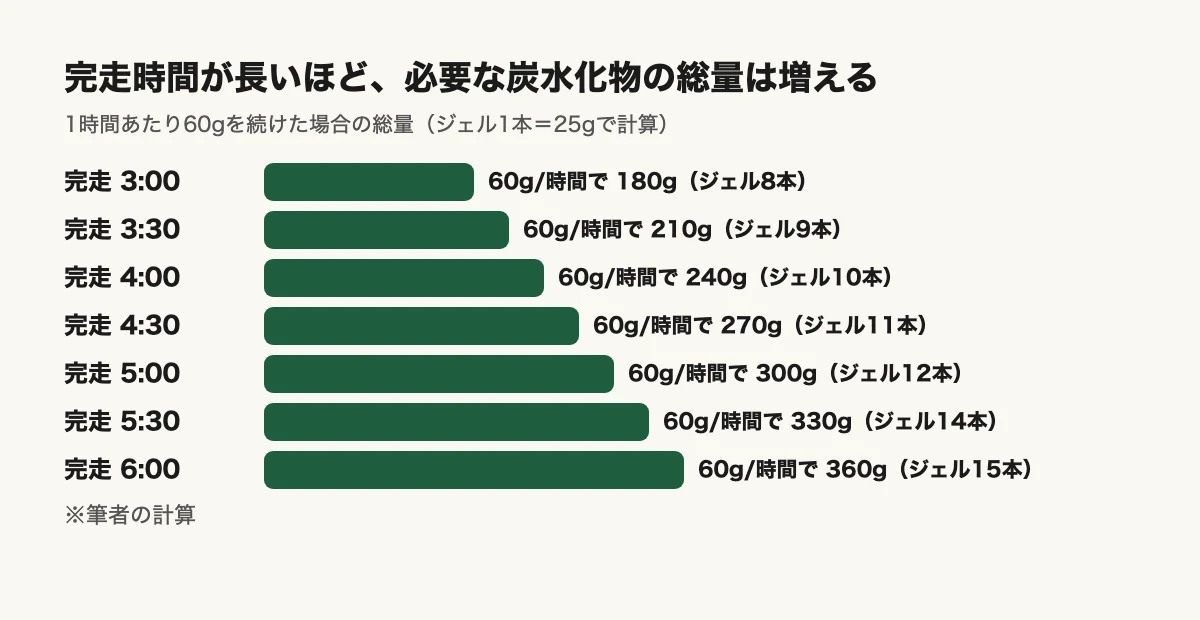 完走時間が長いほど、必要な炭水化物の総量は増える
1時間あたり60gを続けた場合の総量（ジェル1本＝25gで計算）
完走 3:00 60g/時間で 180g（ジェル8本）
完走 3:30 60g/時間で 210g（ジェル9本）
完走 4:00 60g/時間で 240g（ジェル10本）
完走 4:30 60g/時間で 270g（ジェル11本）
完走 5:00 60g/時間で 300g（ジェル12本）
完走 5:30 60g/時間で 330g（ジェル14本）
完走 6:00 60g/時間で 360g（ジェル15本）
※筆者の計算